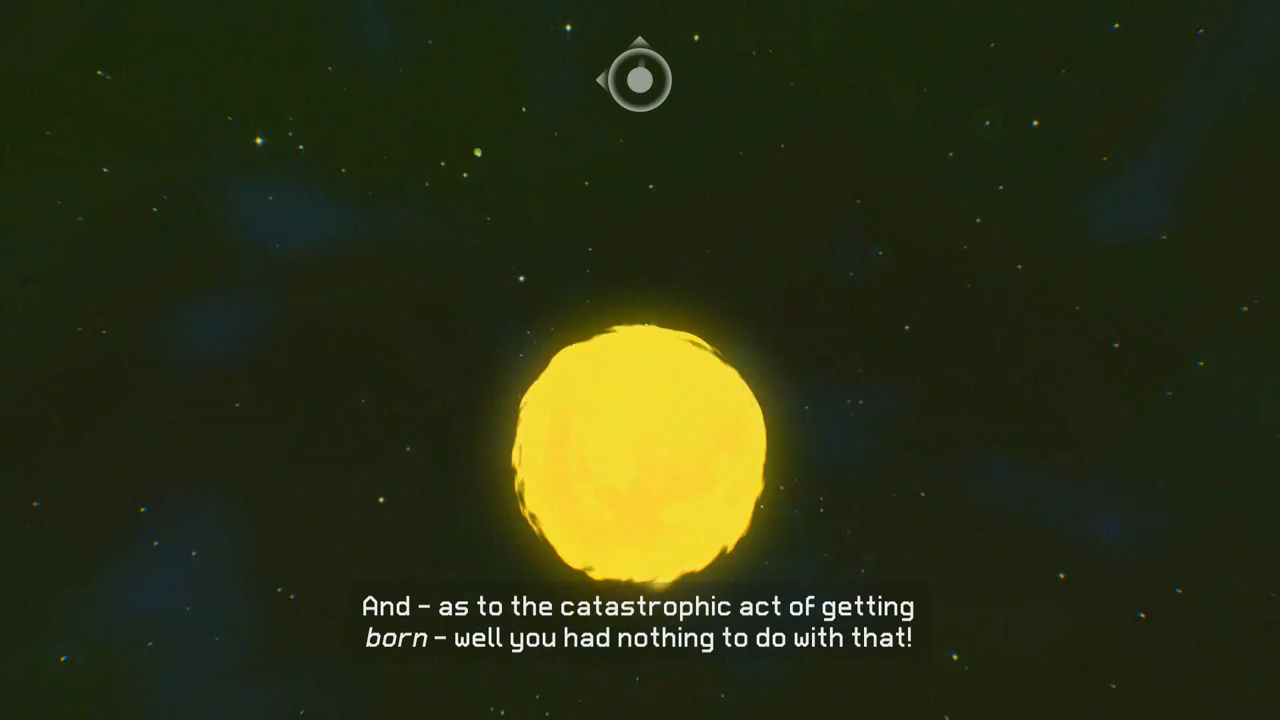 And – as to the catastrophic act of getting
born – well you had nothing to do with that!